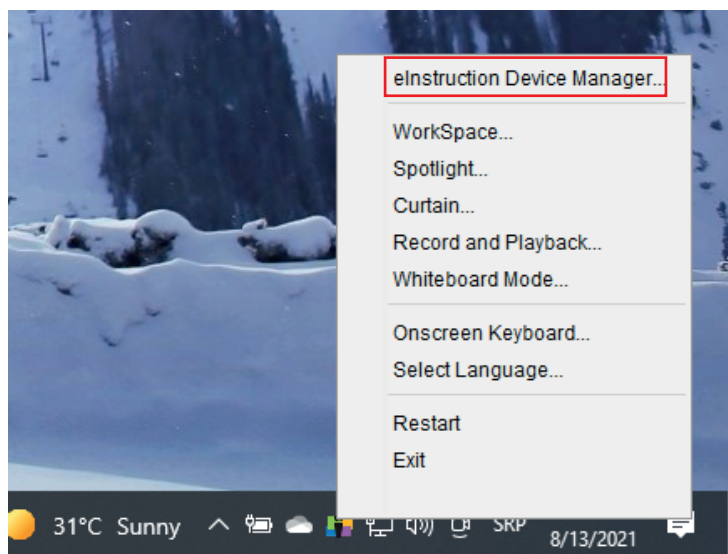 eInstruction Device Manager...
WorkSpace...
Spotlight...
Curtain...
Record and Playback...
Whiteboard Mode...
Onscreen Keyboard...
Select Language...
Restart
Exit
31°C Sunny SRP
8/13/2021